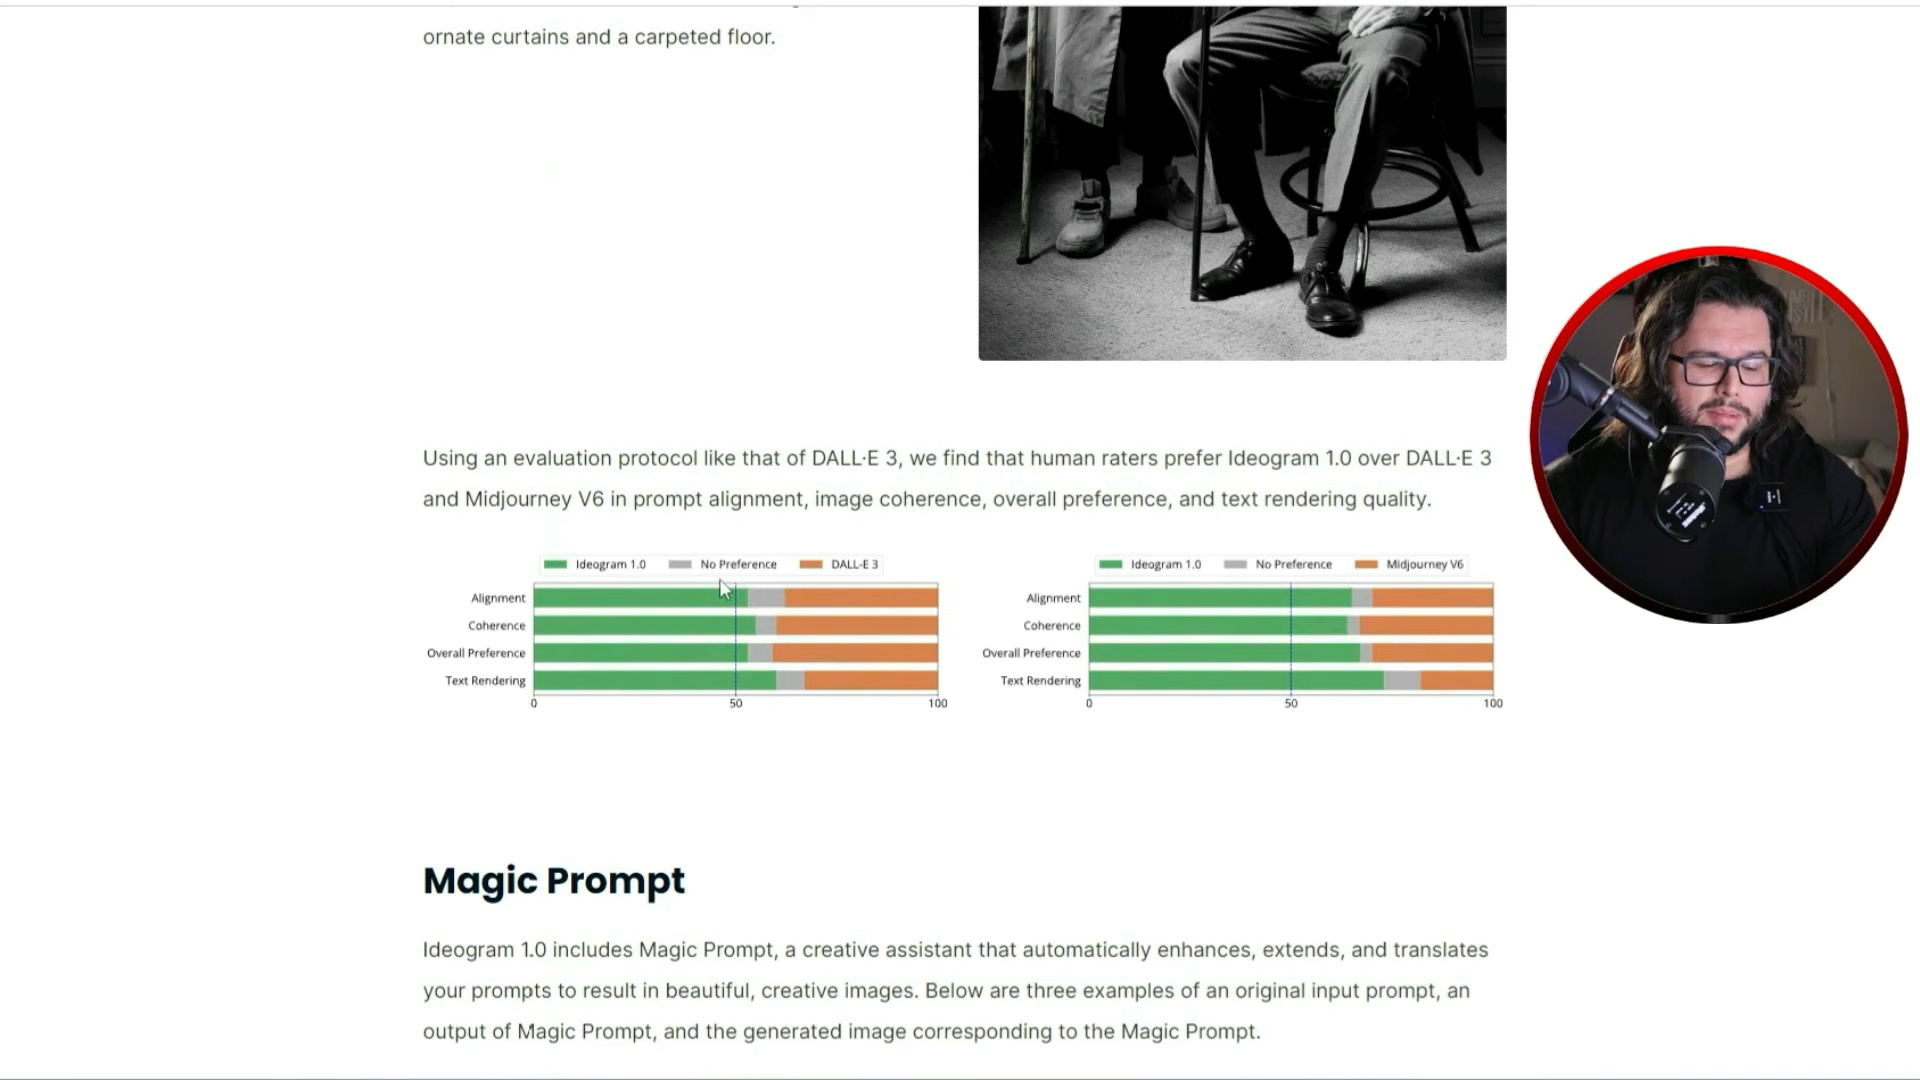 ornate curtains and a carpeted floor.
Using an evaluation protocol like that of DALL·E 3, we find that human raters prefer Ideogram 1.0 over DALL·E 3
and Midjourney V6 in prompt alignment, image coherence, overall preference, and text rendering quality.
Ideogram 1.0 No Preference DALL-E 3
Alignment
Coherence
Overall Preference
Text Rendering
0 50 100
Ideogram 1.0 No Preference Midjourney V6
Alignment
Coherence
Overall Preference
Text Rendering
0 50 100
Magic Prompt
Ideogram 1.0 includes Magic Prompt, a creative assistant that automatically enhances, extends, and translates
your prompts to result in beautiful, creative images. Below are three examples of an original input prompt, an
output of Magic Prompt, and the generated image corresponding to the Magic Prompt.